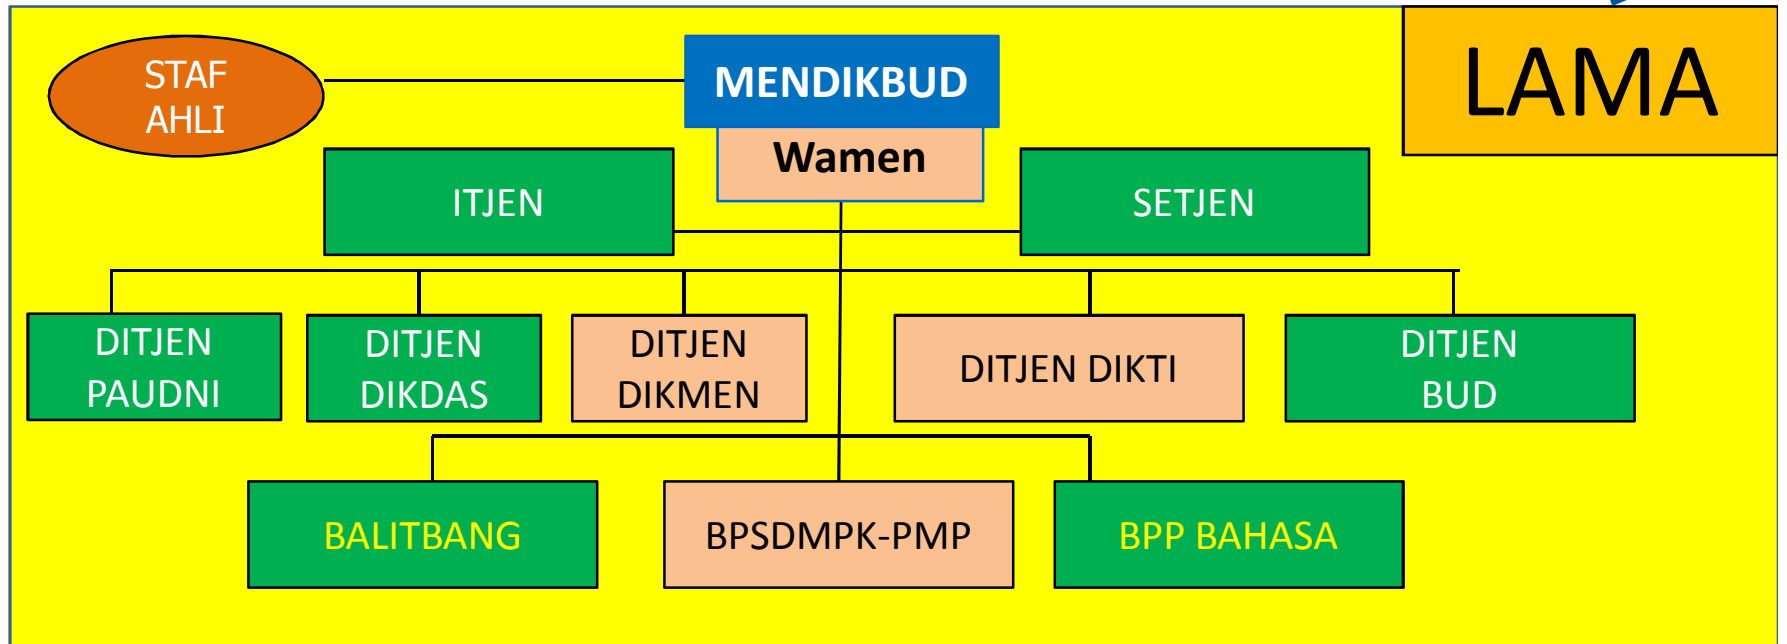 STAF
AHLI
MENDIKBUD
LAMA
Wamen
ITJEN
SETJEN
DITJEN
PAUDNI
DITJEN
DIKDAS
DITJEN
DIKMEN
DITJEN DIKTI
DITJEN
BUD
BALITBANG
BPSDMPK-PMP
BPP BAHASA